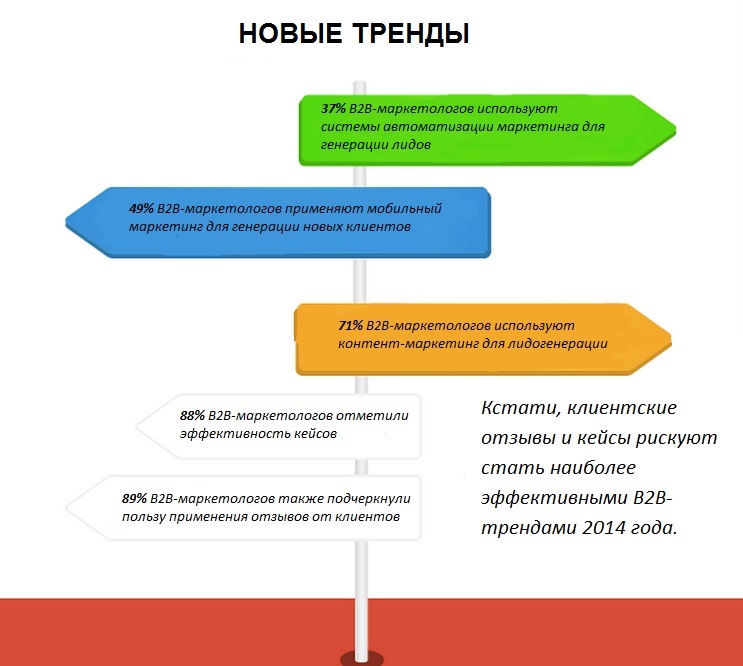 НОВЫЕ ТРЕНДЫ
37% B2B-маркетологов используют
системы автоматизации маркетинга для
генерации лидов
49% B2B-маркетологов применяют мобильный
маркетинг для генерации новых клиентов
71% B2B-маркетологов используют
контент-маркетинг для лидогенерации
88% B2B-маркетологов отметили
эффективность кейсов
89% B2B-маркетологов также подчеркнули
пользу применения отзывов от клиентов
Кстати, клиентские
отзывы и кейсы рискуют
стать наиболее
эффективными B2B-
трендами 2014 года.